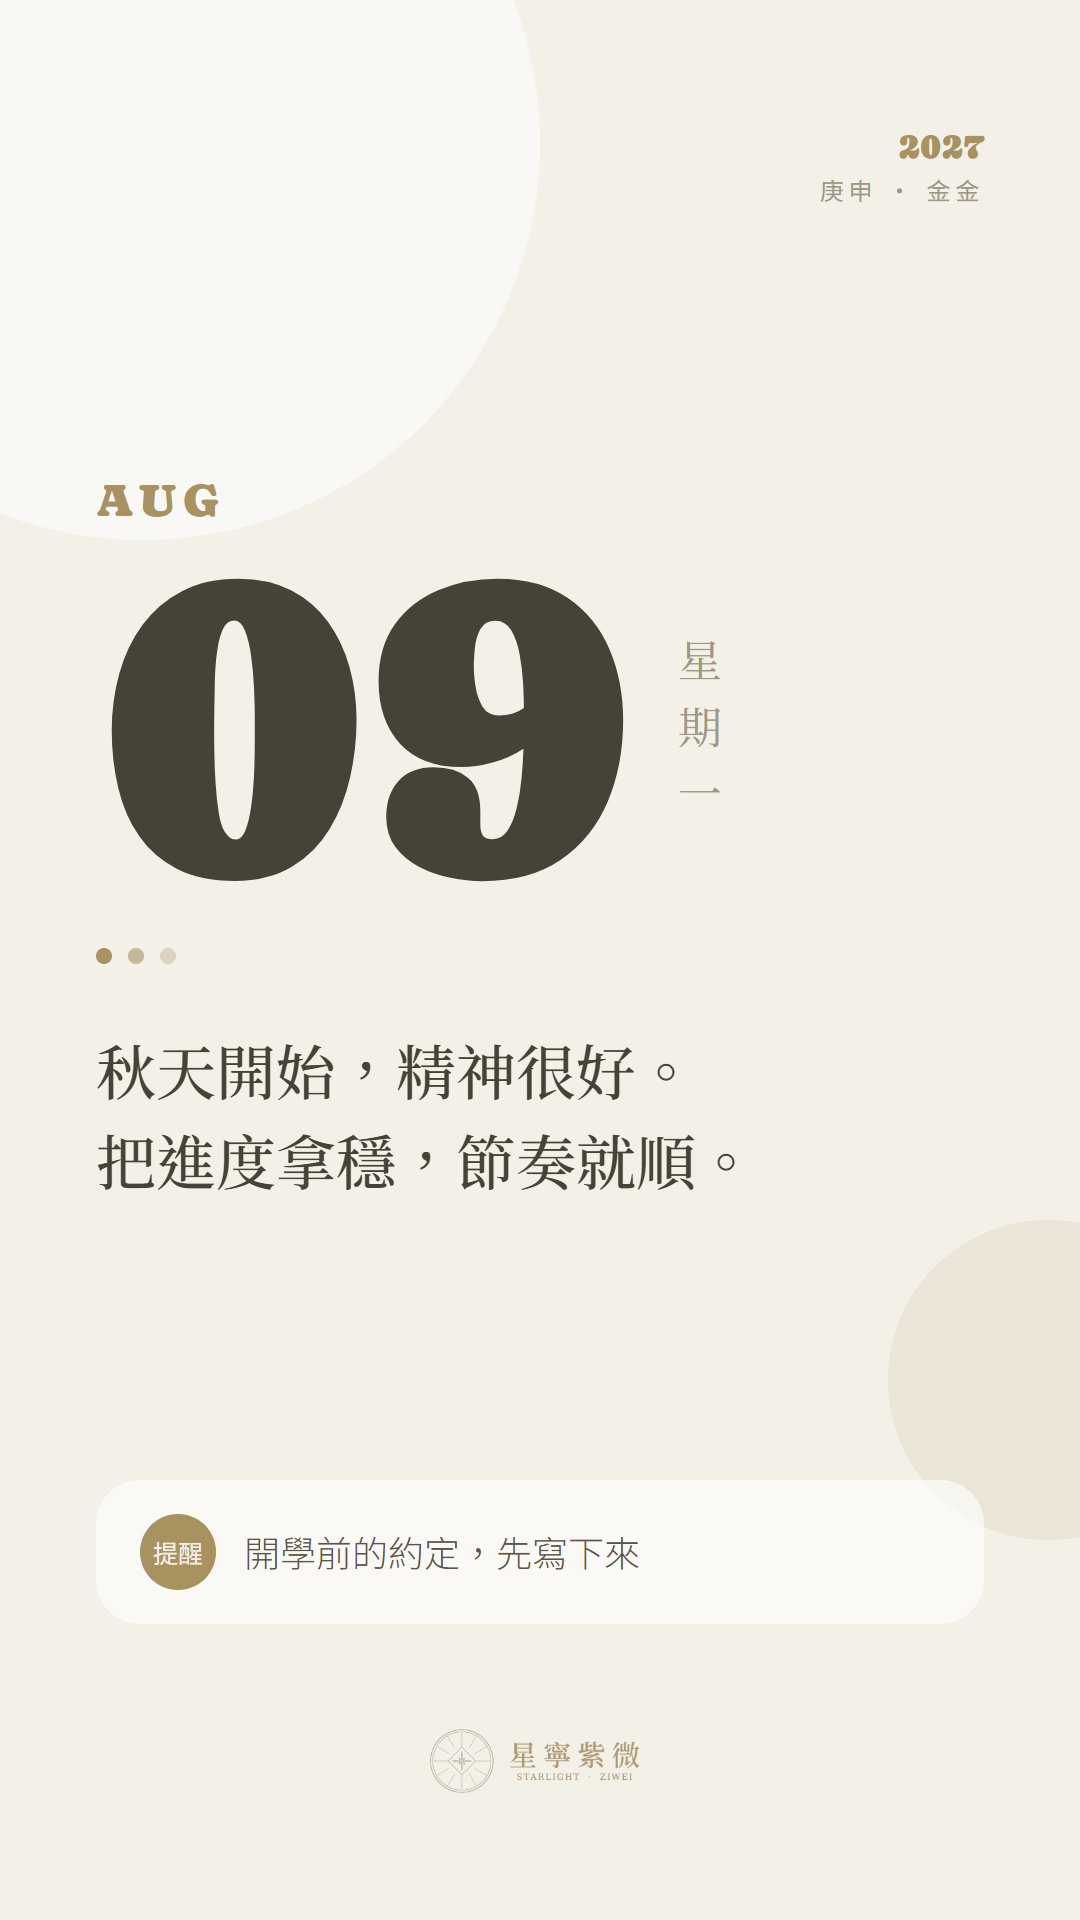 2027
庚申 · 金金
AUG
09
星期一
秋天開始，精神很好。
把進度拿穩，節奏就順。
提醒
開學前的約定，先寫下來
星寧紫微
STARLIGHT · ZIWEI